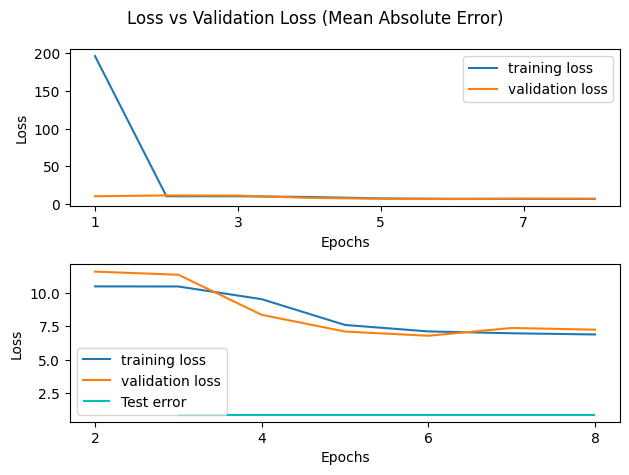 Loss vs Validation Loss (Mean Absolute Error)
200
150
100
50
0
Loss
training loss
validation loss
1
3
5
7
Epochs
10.0
7.5
5.0
2.5
Loss
training loss
validation loss
Test error
2
4
6
8
Epochs